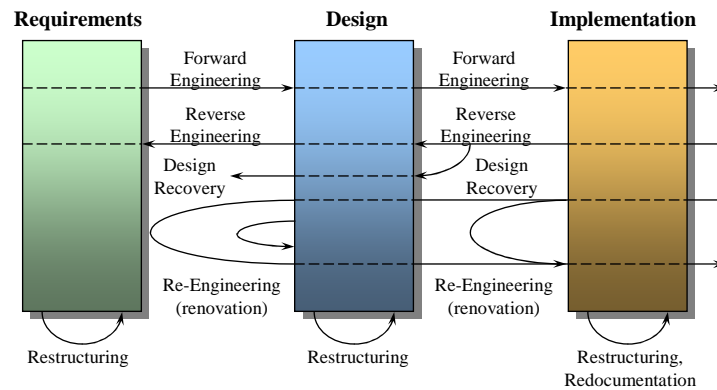 Requirements
Design
Implementation
Forward
Engineering
Forward
Engineering
Reverse
Engineering
Reverse
Engineering
Design
Recovery
Design
Recovery
Re-Engineering
(renovation)
Re-Engineering
(renovation)
Restructuring
Restructuring
Restructuring,
Redocumentation